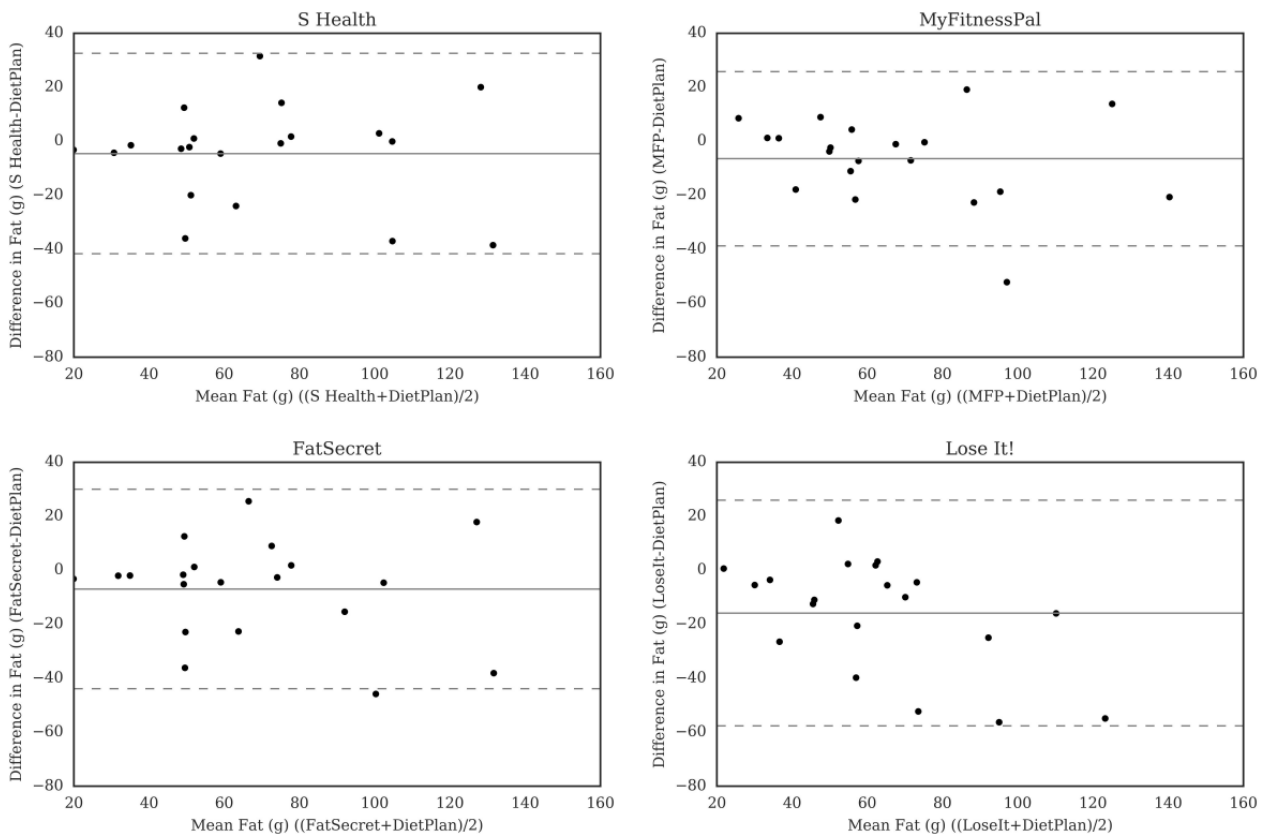 S Health
40
20
0
−20
−40
−60
−80
Difference in Fat (g) (S Health-DietPlan)
20 40 60 80 100 120 140 160
Mean Fat (g) ((S Health+DietPlan)/2)
MyFitnessPal
40
20
0
−20
−40
−60
−80
Difference in Fat (g) (MFP-DietPlan)
20 40 60 80 100 120 140 160
Mean Fat (g) ((MFP+DietPlan)/2)
FatSecret
40
20
0
−20
−40
−60
−80
Difference in Fat (g) (FatSecret-DietPlan)
20 40 60 80 100 120 140 160
Mean Fat (g) ((FatSecret+DietPlan)/2)
Lose It!
40
20
0
−20
−40
−60
−80
Difference in Fat (g) (LoseIt-DietPlan)
20 40 60 80 100 120 140 160
Mean Fat (g) ((LoseIt+DietPlan)/2)